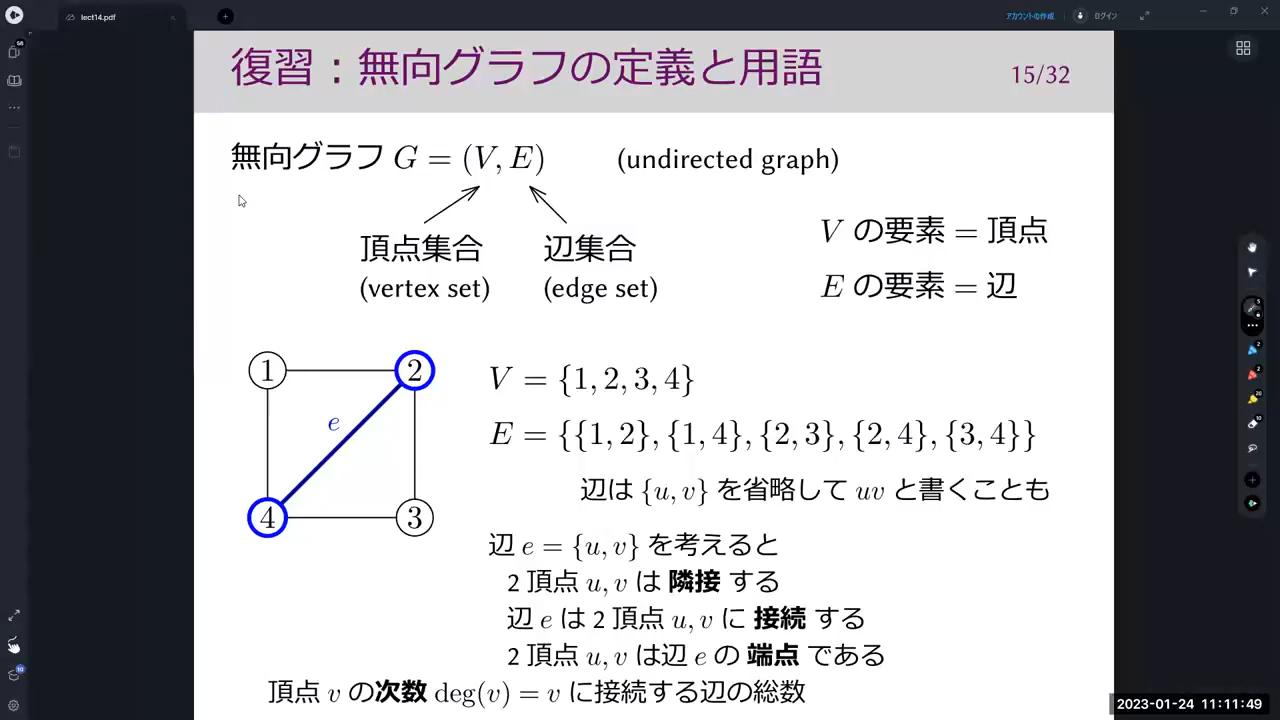 lect14.pdf
アカウントの作成
ログイン
復習：無向グラフの定義と用語
15/32
無向グラフ G = (V, E) (undirected graph)
頂点集合
(vertex set)
辺集合
(edge set)
V の要素 = 頂点
E の要素 = 辺
1
2
e
4
3
V = {1, 2, 3, 4}
E = {{1, 2}, {1, 4}, {2, 3}, {2, 4}, {3, 4}}
辺は {u, v} を省略して uv と書くことも
辺 e = {u, v} を考えると
2 頂点 u, v は 隣接 する
辺 e は 2 頂点 u, v に 接続 する
2 頂点 u, v は辺 e の 端点 である
頂点 v の次数 deg(v) = v に接続する辺の総数
2023-01-24 11:11:49